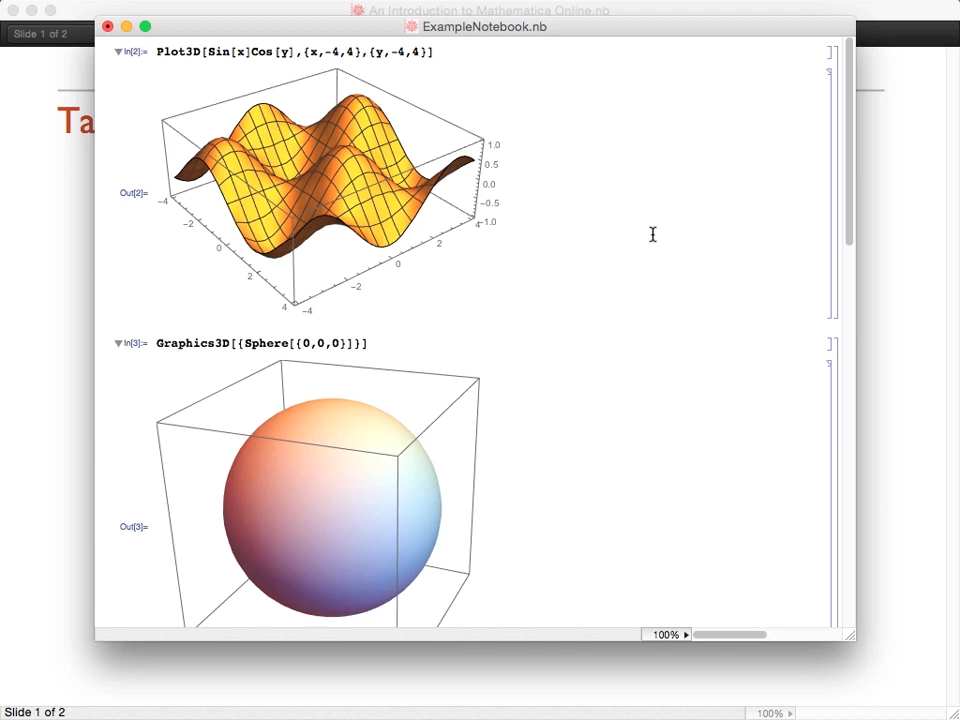 An Introduction to Mathematica Online.nb
ExampleNotebook.nb
Slide 1 of 2
In[2]:= Plot3D[Sin[x]Cos[y],{x,-4,4},{y,-4,4}]
Ta
1.0
0.5
0.0
-0.5
-1.0
Out[2]=
-4
-2
0
2
4
-4
-2
0
2
4
In[3]:= Graphics3D[{Sphere[{0,0,0}]}]
Out[3]=
100%
Slide 1 of 2
100%